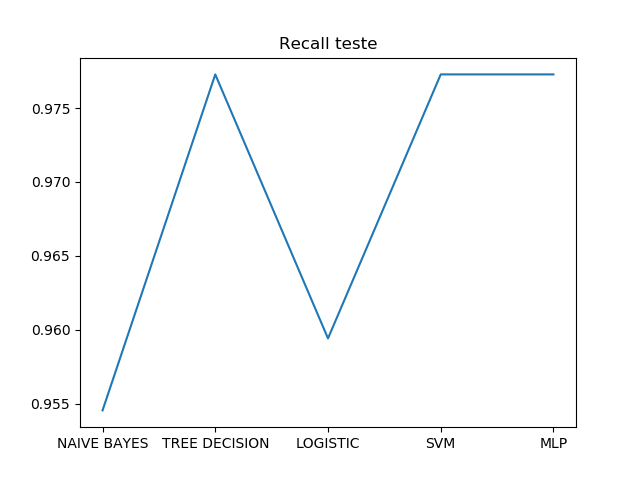 Recall teste
0.975
0.970
0.965
0.960
0.955
NAIVE BAYES TREE DECISION LOGISTIC SVM MLP